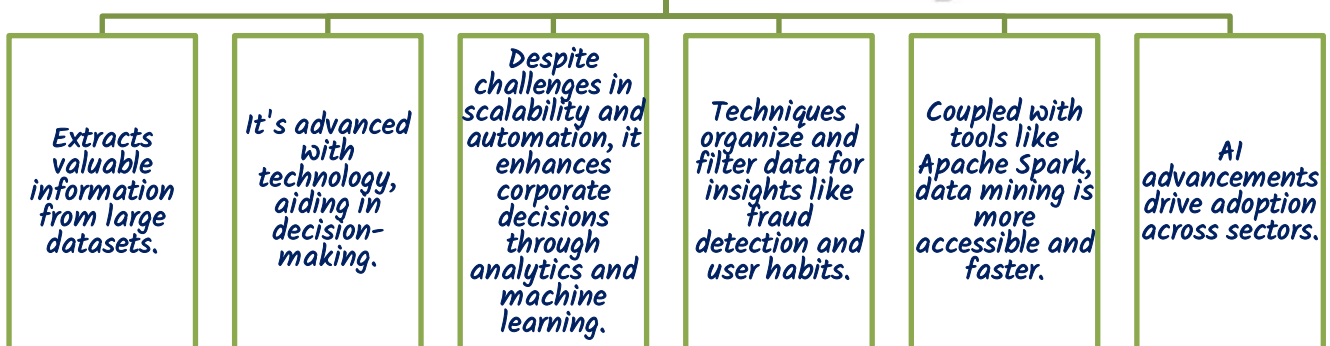 Extracts
valuable
information
from large
datasets.
It's advanced
with
technology,
aiding in
decision-
making.
Despite
challenges in
scalability and
automation, it
enhances
corporate
decisions
through
analytics and
machine
learning.
Techniques
organize and
filter data for
insights like
fraud
detection and
user habits.
Coupled with
tools like
Apache Spark,
data mining is
more
accessible and
faster.
AI
advancements
drive adoption
across sectors.